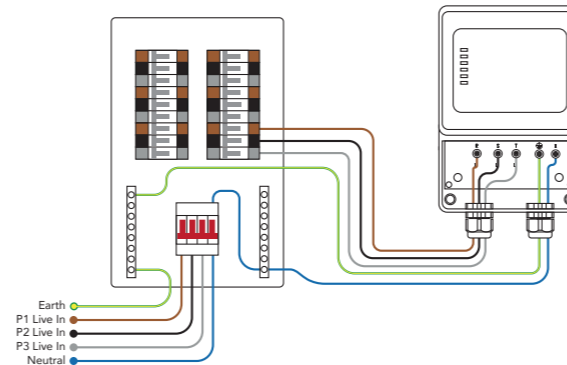 R S T
Earth
P1 Live In
P2 Live In
P3 Live In
Neutral